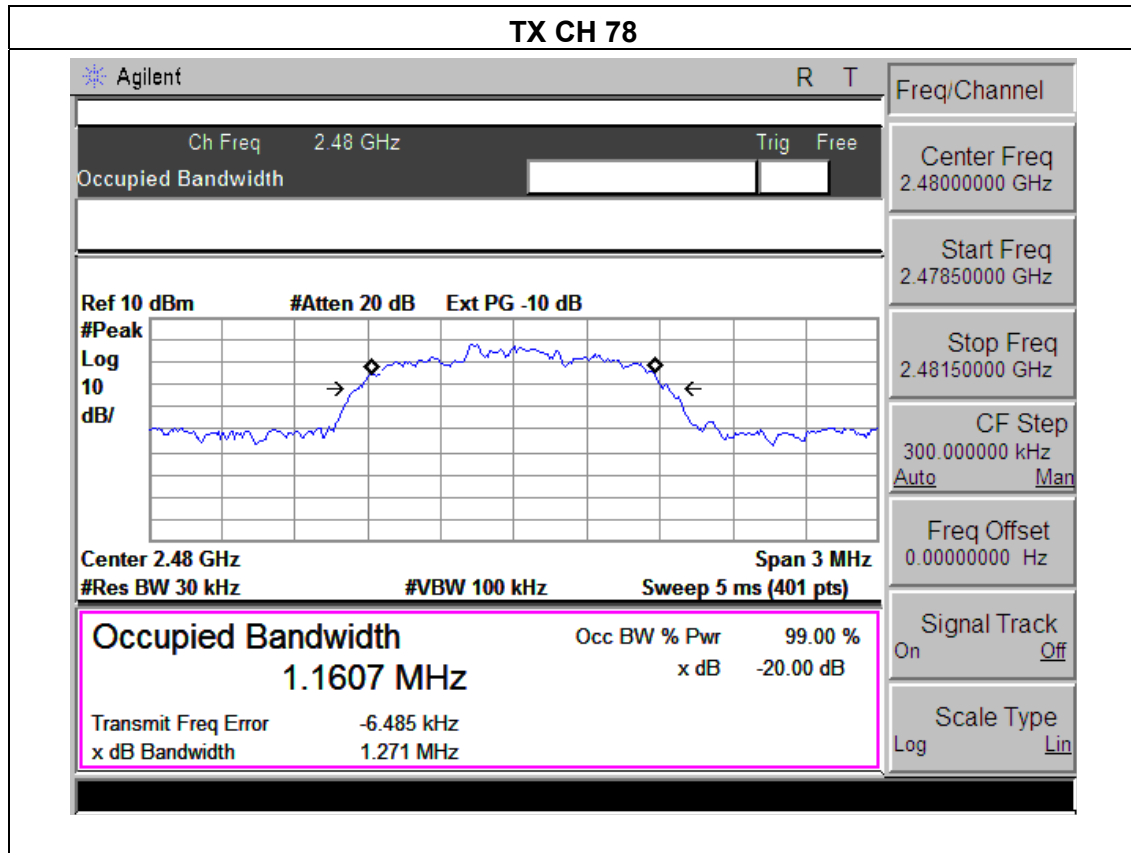 TX CH 78
Agilent R T
Freq/Channel
Ch Freq 2.48 GHz Trig Free
Occupied Bandwidth
Center Freq
2.48000000 GHz
Start Freq
2.47850000 GHz
Ref 10 dBm #Atten 20 dB Ext PG -10 dB
#Peak
Log
10
dB/
Stop Freq
2.48150000 GHz
CF Step
300.000000 kHz
Auto Man
Freq Offset
0.00000000 Hz
Center 2.48 GHz Span 3 MHz
#Res BW 30 kHz #VBW 100 kHz Sweep 5 ms (401 pts)
Occupied Bandwidth Occ BW % Pwr 99.00 %
1.1607 MHz x dB -20.00 dB
Transmit Freq Error -6.485 kHz
x dB Bandwidth 1.271 MHz
Signal Track
On Off
Scale Type
Log Lin